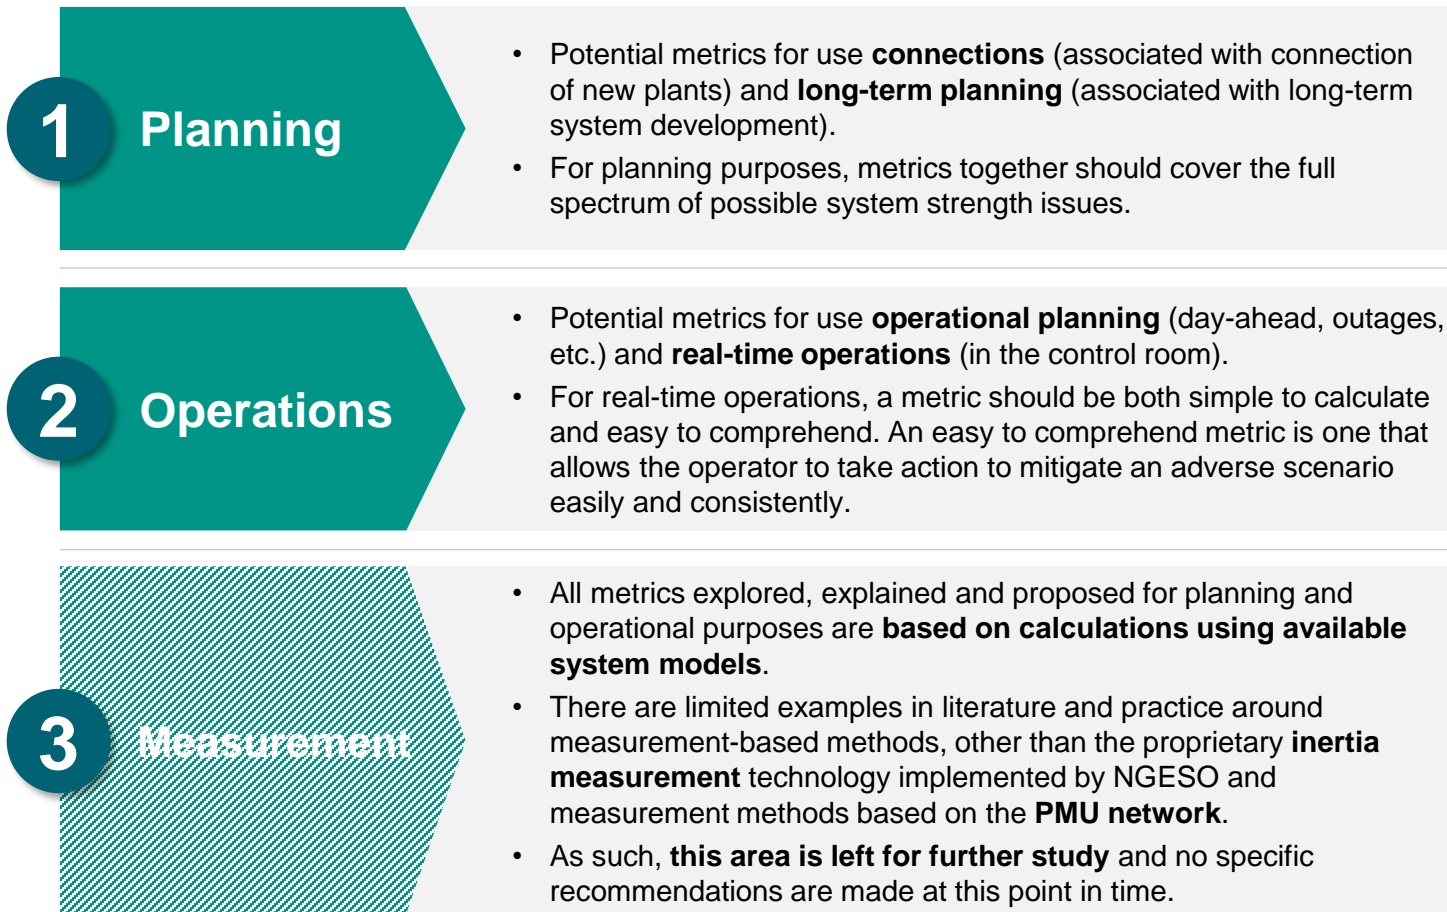 1
Planning
• Potential metrics for use connections (associated with connection
of new plants) and long-term planning (associated with long-term
system development).
• For planning purposes, metrics together should cover the full
spectrum of possible system strength issues.
2
Operations
• Potential metrics for use operational planning (day-ahead, outages,
etc.) and real-time operations (in the control room).
• For real-time operations, a metric should be both simple to calculate
and easy to comprehend. An easy to comprehend metric is one that
allows the operator to take action to mitigate an adverse scenario
easily and consistently.
3
Measurement
• All metrics explored, explained and proposed for planning and
operational purposes are based on calculations using available
system models.
• There are limited examples in literature and practice around
measurement-based methods, other than the proprietary inertia
measurement technology implemented by NGESO and
measurement methods based on the PMU network.
• As such, this area is left for further study and no specific
recommendations are made at this point in time.